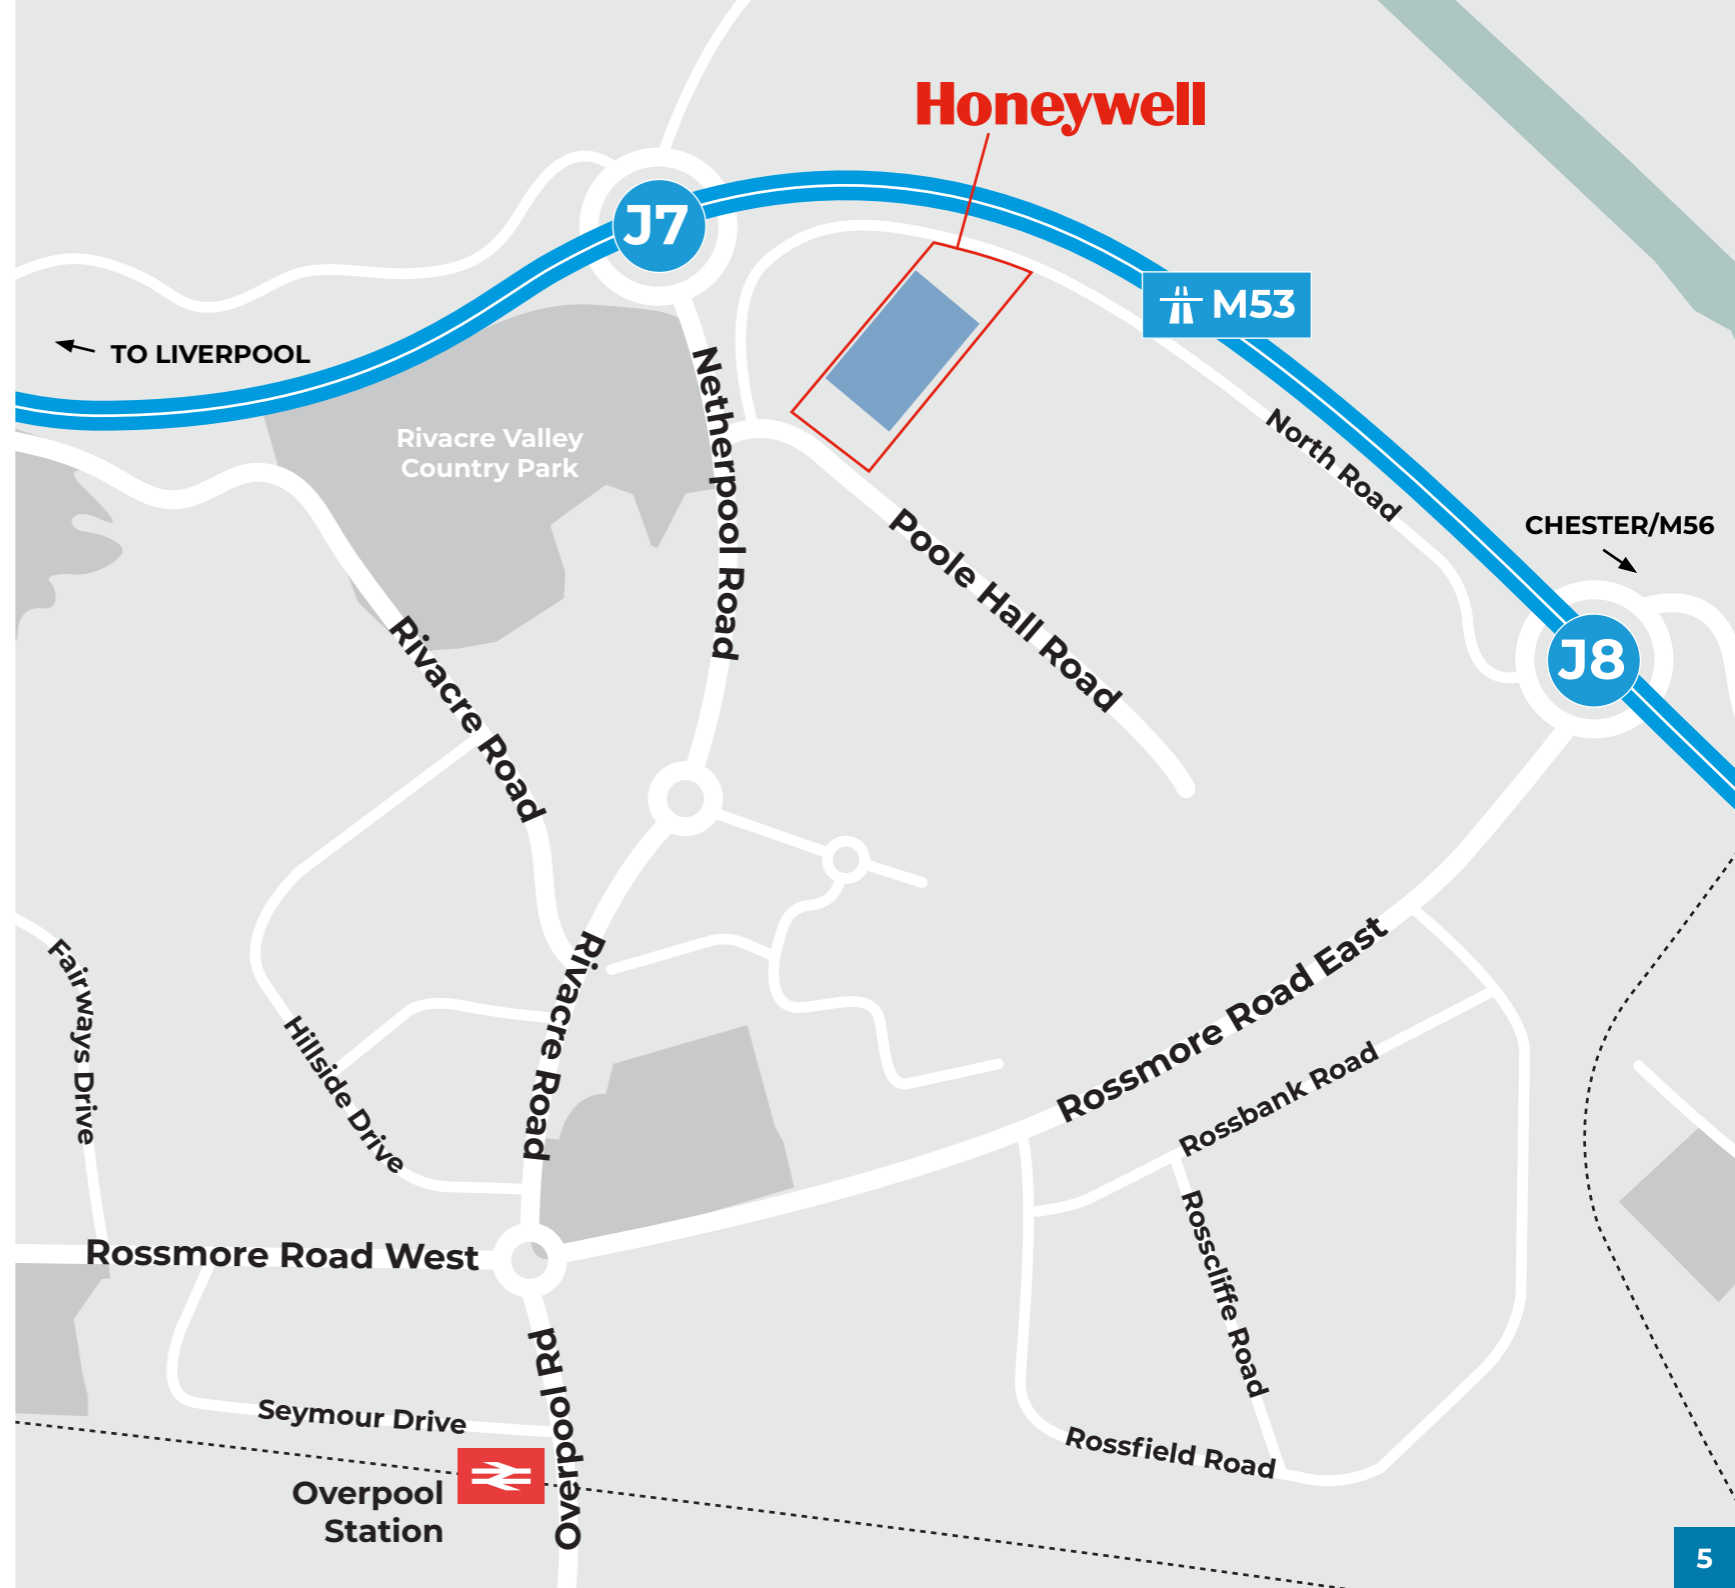 Honeywell
J7
M53
TO LIVERPOOL
Rivacre Valley
Country Park
Netherpool Road
North Road
Poole Hall Road
CHESTER/M56
J8
Rivacre Road
Rivacre Road
Rossmore Road East
Fairways Drive
Hillside Drive
Rossbank Road
Rosscliffe Road
Rossmore Road West
Overpool Rd
Seymour Drive
Rossfield Road
Overpool
Station
5